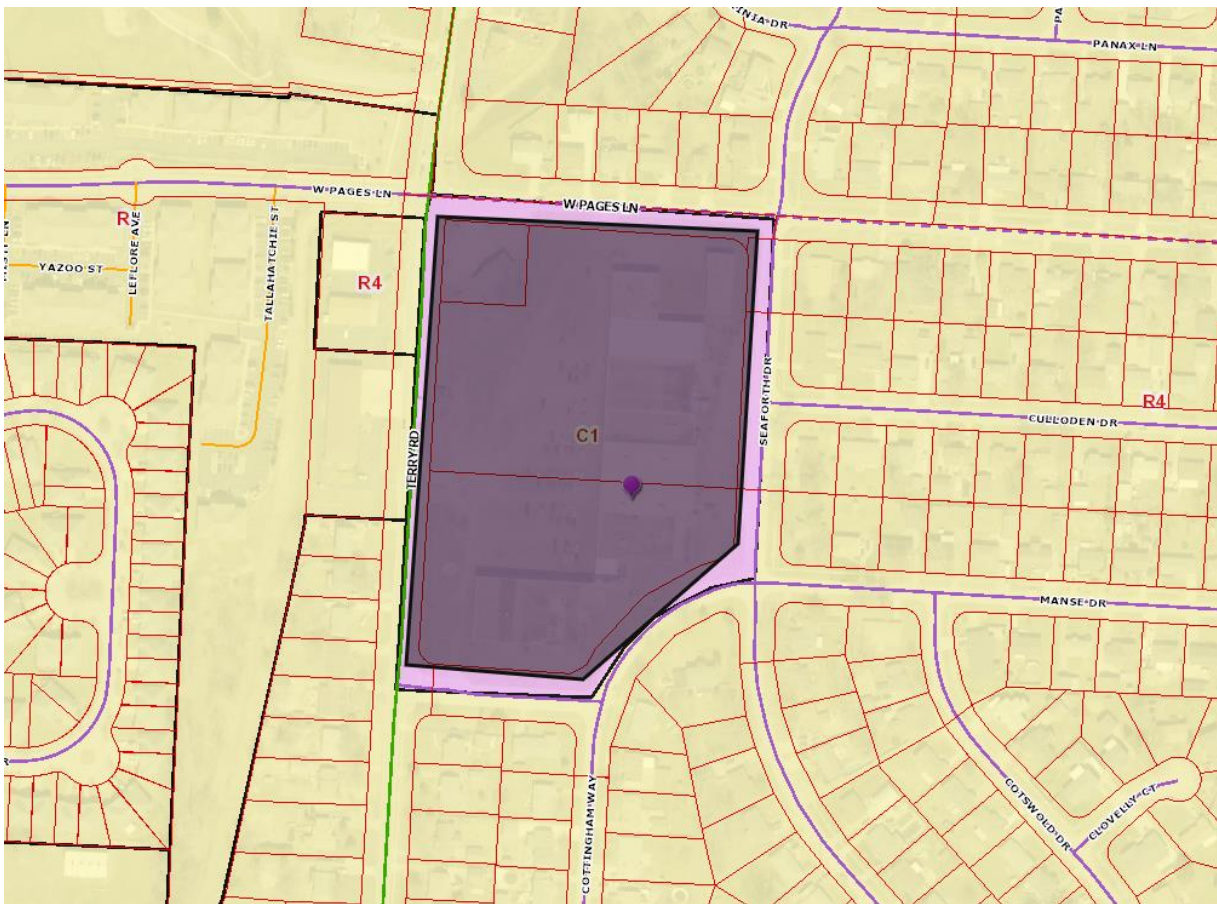 PANAX LN
W PAGES LN
W PAGES LN
R
LEFLORE AVE
YAZOO ST
TALLAHATCHIE ST
R4
TERRY RD
C1
SEAFORTH DR
R4
CULLODEN DR
MANSE DR
COTTINGHAM WAY
COTSWOLD DR
CLOVELLY CT